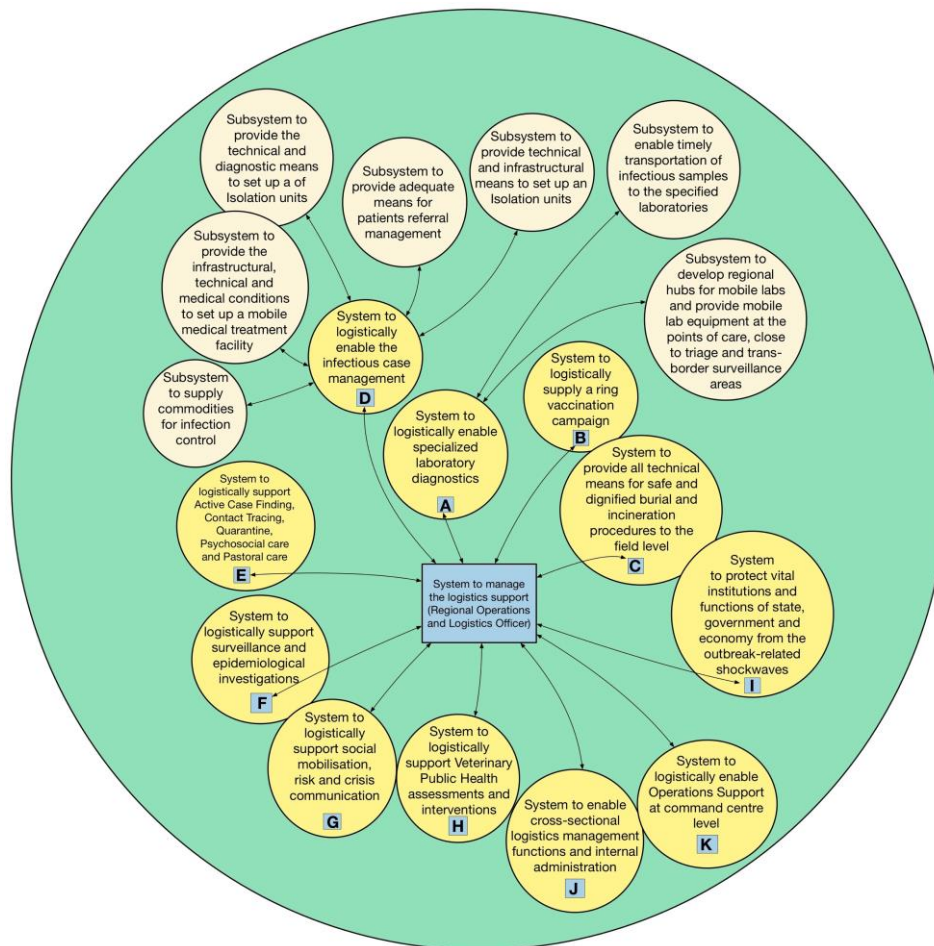 Subsystem to
provide the
technical and
diagnostic means
to set up a of
Isolation units
Subsystem to
provide adequate
means for
patients referral
management
Subsystem to
provide technical
and infrastructural
means to set up an
Isolation units
Subsystem to
enable timely
transportation of
infectious samples
to the specified
laboratories
Subsystem to
provide the
infrastructural,
technical and
medical conditions
to set up a mobile
medical treatment
facility
Subsystem to
develop regional
hubs for mobile labs
and provide mobile
lab equipment at the
points of care, close
to triage and trans-
border surveillance
areas
System to
logistically
enable the
infectious case
management
D
Subsystem
to supply
commodities
for infection
control
System to
logistically enable
specialized
laboratory
diagnostics
A
System to
logistically
supply a ring
vaccination
campaign
B
System to
provide all technical
means for safe and
dignified burial and
incineration
procedures to the
field level
C
System to
logistically support
Active Case Finding,
Contact Tracing,
Quarantine,
Psychosocial care
and Pastoral care
E
System to manage
the logistics support
(Regional Operations
and Logistics Officer)
System
to protect vital
institutions and
functions of state,
government and
economy from the
outbreak-related
shockwaves
I
System to
logistically support
surveillance and
epidemiological
investigations
F
System to
logistically
support social
mobilisation,
risk and crisis
communication
G
System to
logistically
support Veterinary
Public Health
assessments and
interventions
H
System to enable
cross-sectional
logistics management
functions and internal
administration
J
System to
logistically enable
Operations Support
at command centre
level
K